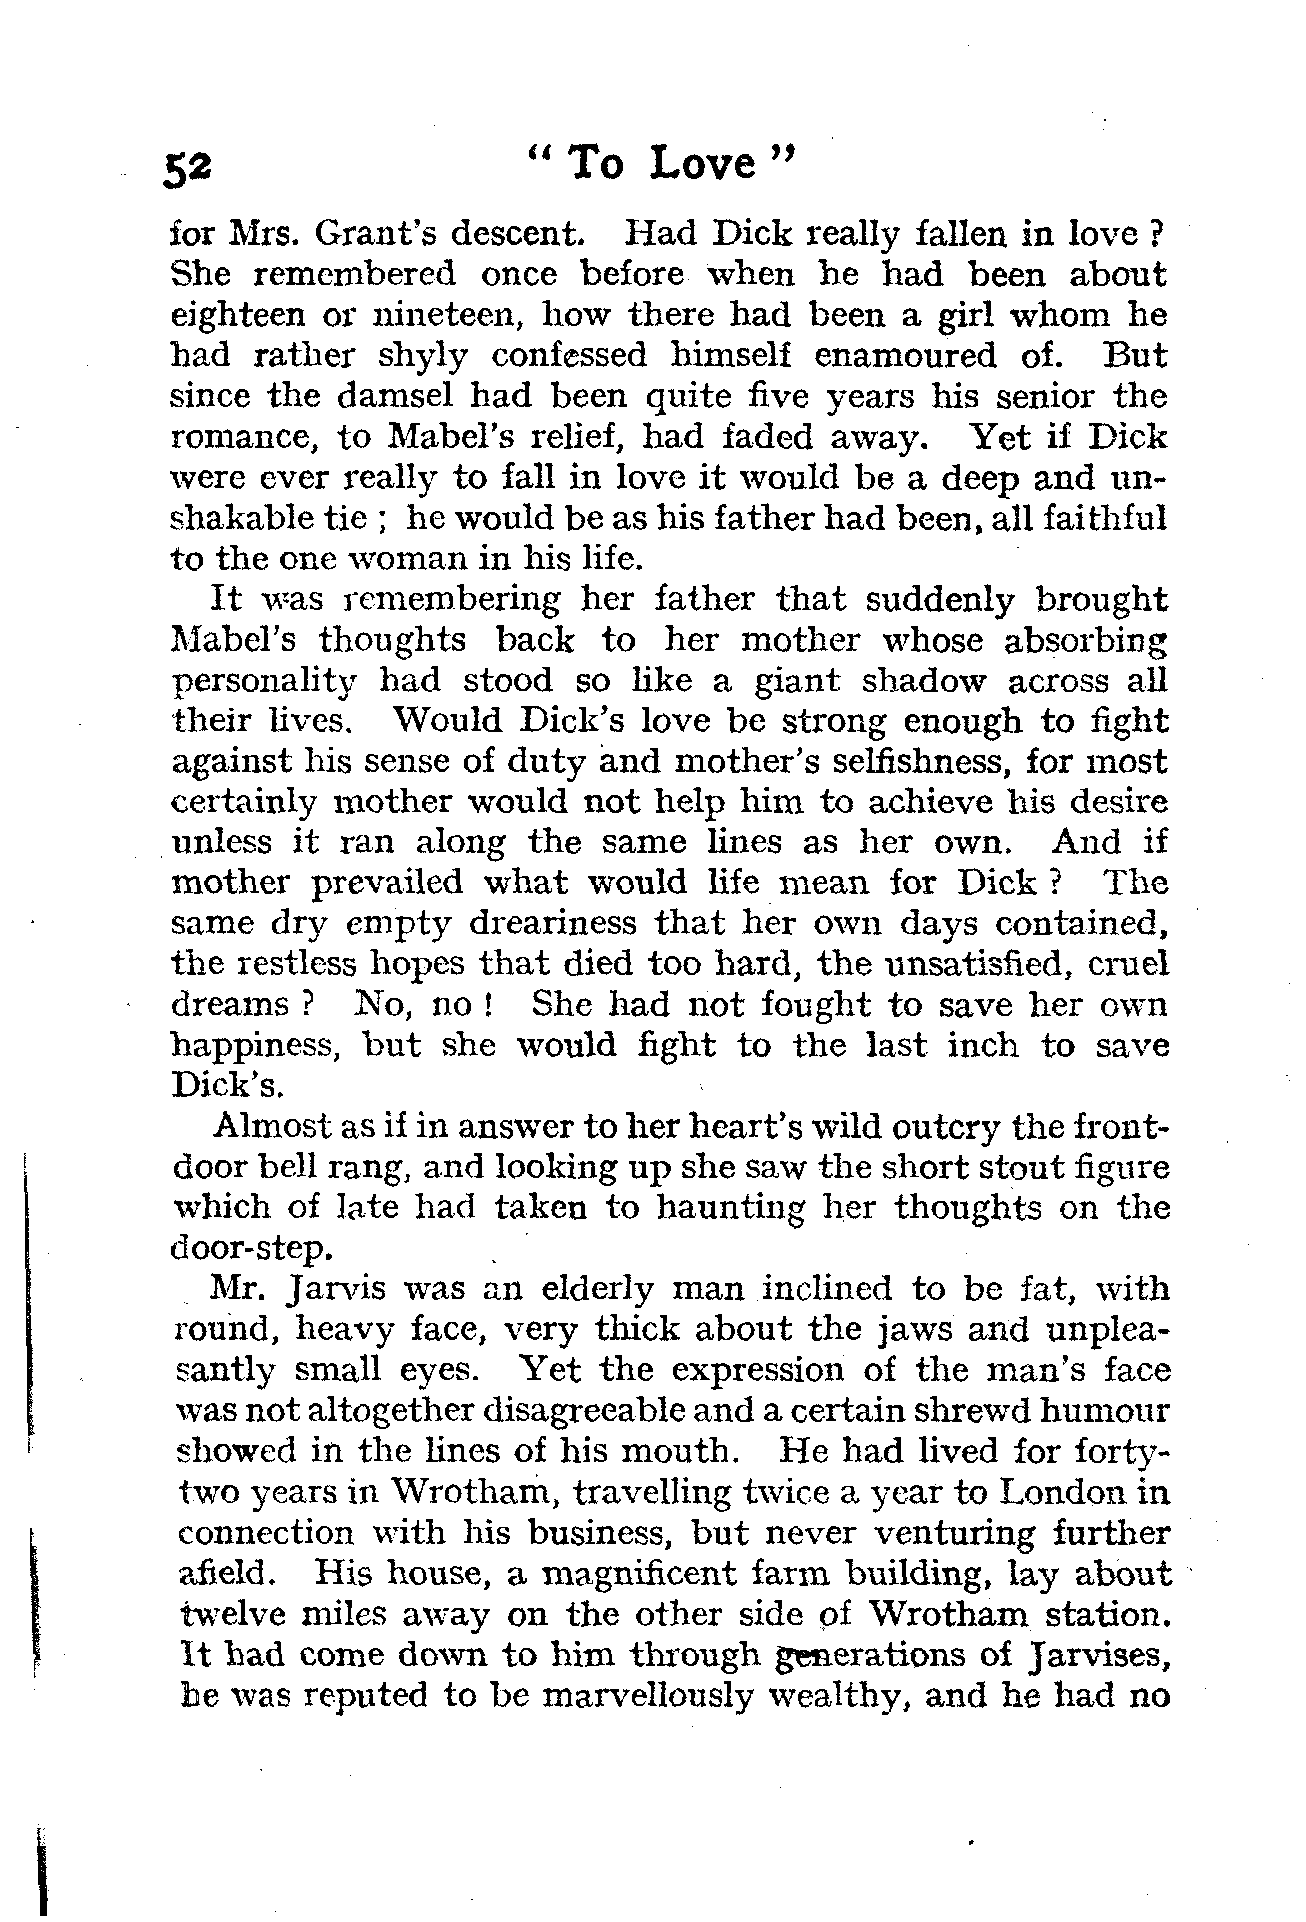 52 " To Love "
for Mrs. Grant's descent. Had Dick really fallen in love ?
She remembered once before when he had been about
eighteen or nineteen, how there had been a girl whom he
had rather shyly confessed himself enamoured of. But
since the damsel had been quite five years his senior the
romance, to Mabel's relief, had faded away. Yet if Dick
were ever really to fall in love it would be a deep and un-
shakable tie ; he would be as his father had been, all faithful
to the one woman in his life.
It was remembering her father that suddenly brought
Mabel's thoughts back to her mother whose absorbing
personality had stood so like a giant shadow across all
their lives. Would Dick's love be strong enough to fight
against his sense of duty and mother's selfishness, for most
certainly mother would not help him to achieve his desire
unless it ran along the same lines as her own. And if
mother prevailed what would life mean for Dick ? The
same dry empty dreariness that her own days contained,
the restless hopes that died too hard, the unsatisfied, cruel
dreams ? No, no ! She had not fought to save her own
happiness, but she would fight to the last inch to save
Dick's.
Almost as if in answer to her heart's wild outcry the front-
door bell rang, and looking up she saw the short stout figure
which of late had taken to haunting her thoughts on the
door-step.
Mr. Jarvis was an elderly man inclined to be fat, with
round, heavy face, very thick about the jaws and unplea-
santly small eyes. Yet the expression of the man's face
was not altogether disagreeable and a certain shrewd humour
showed in the lines of his mouth. He had lived for forty-
two years in Wrotham, travelling twice a year to London in
connection with his business, but never venturing further
afield. His house, a magnificent farm building, lay about
twelve miles away on the other side of Wrotham station.
It had come down to him through generations of Jarvises,
he was reputed to be marvellously wealthy, and he had no